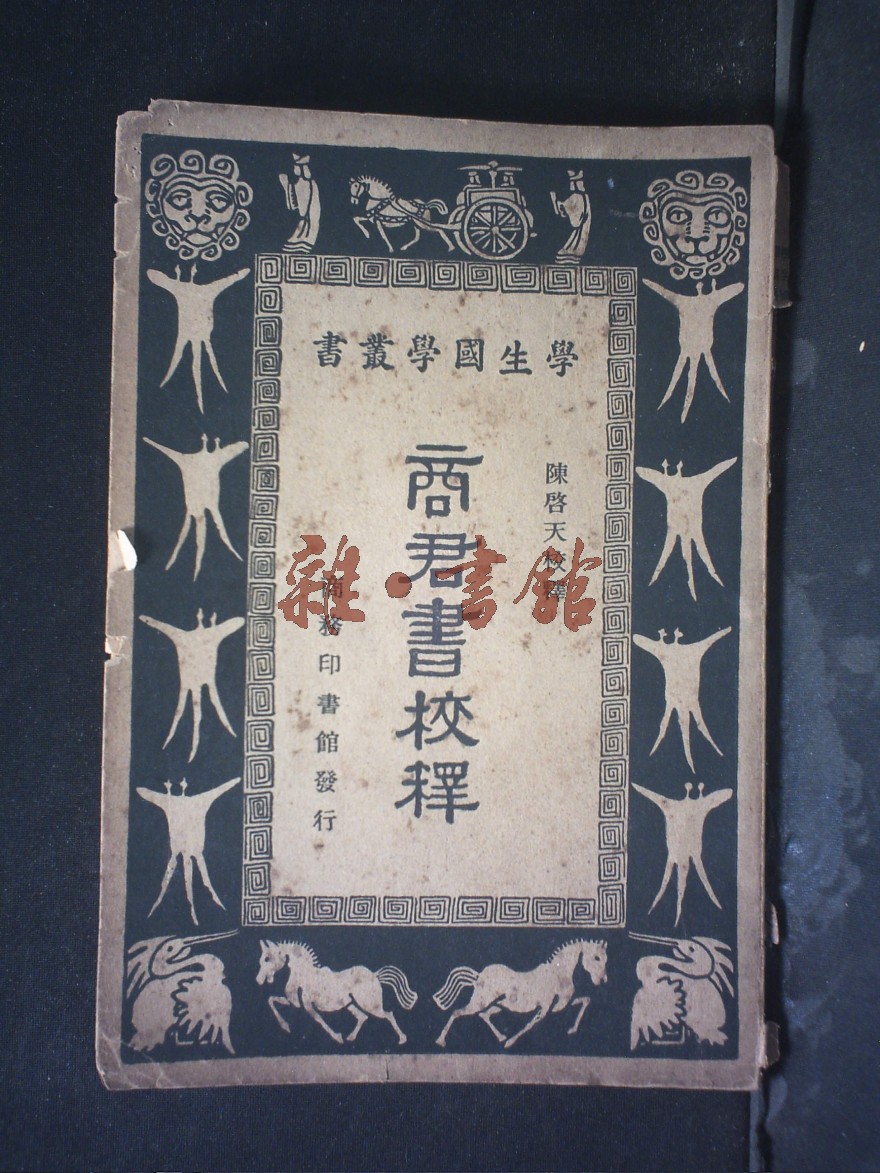 學生國學叢書
陳啓天校釋
商君書校釋
商務印書館發行
雜·書館